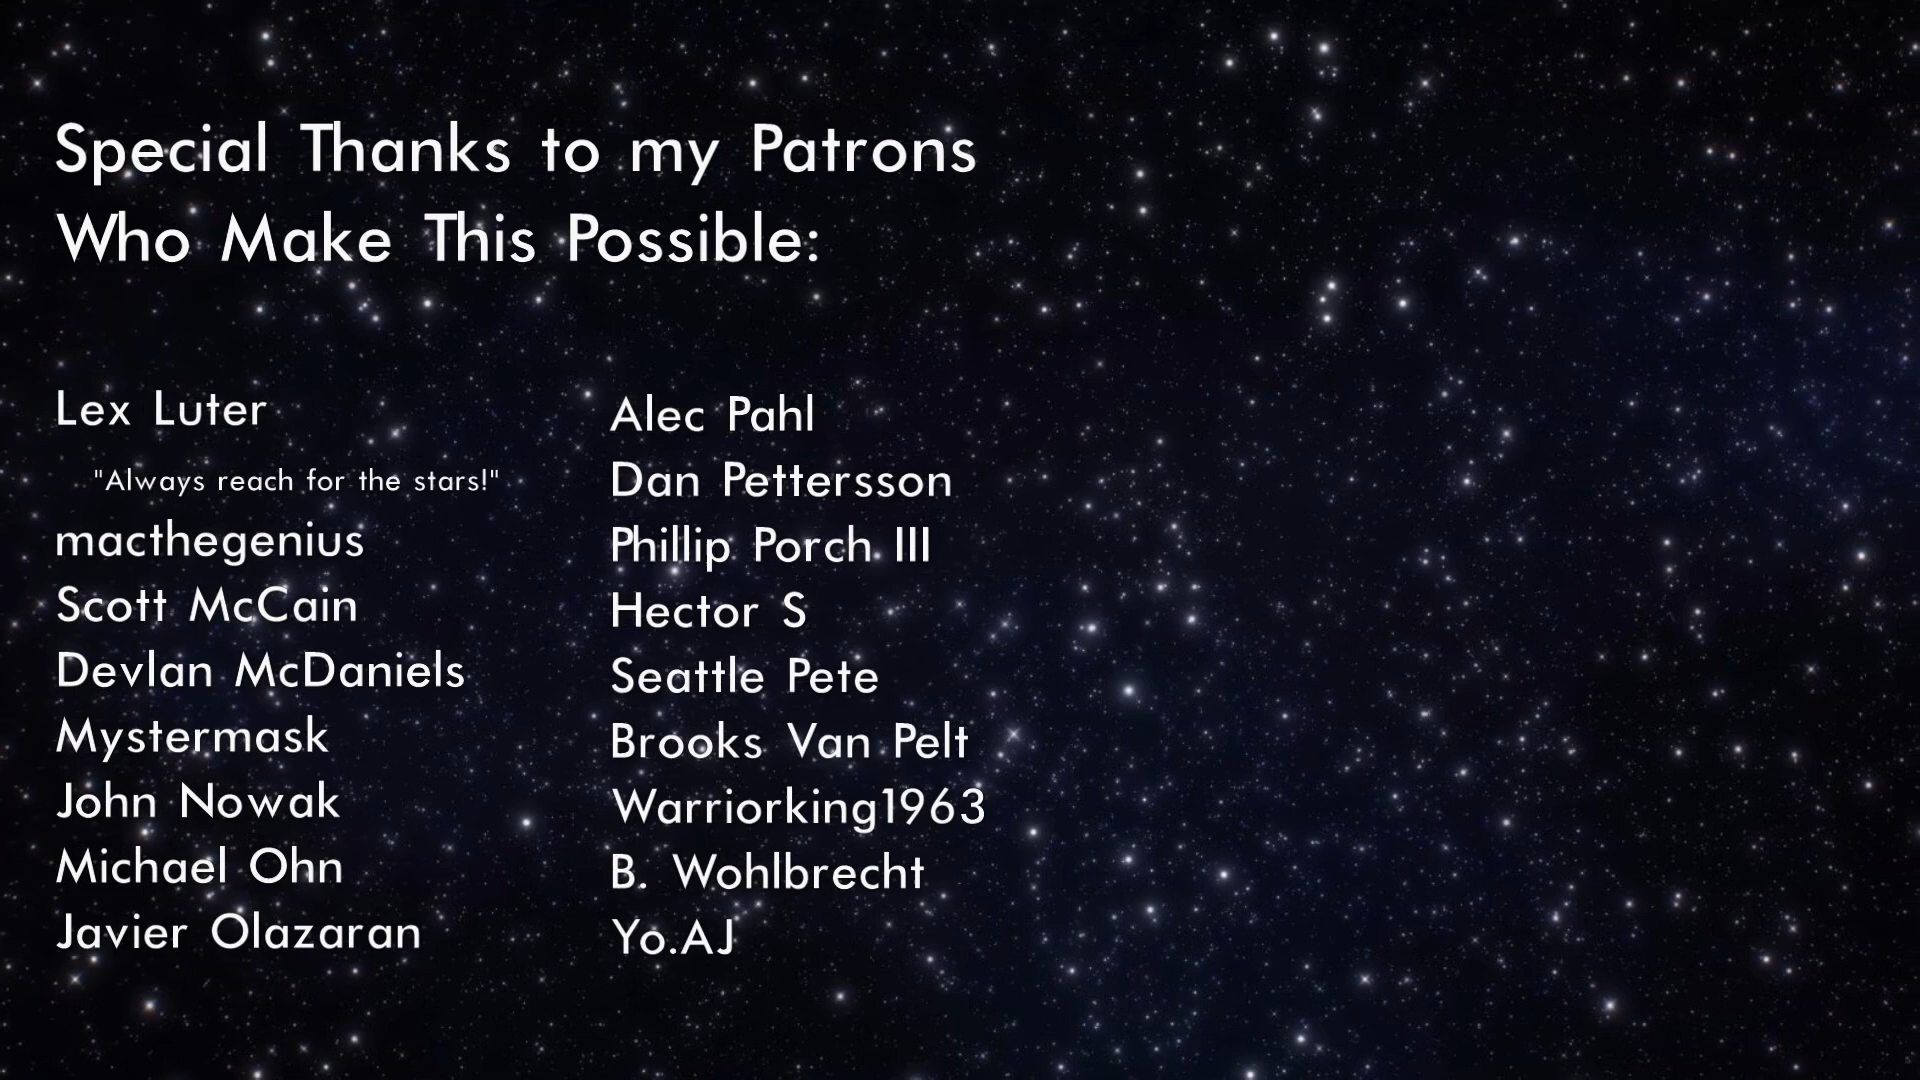 Special Thanks to my Patrons
Who Make This Possible:
Lex Luter
"Always reach for the stars!"
macthegenius
Scott McCain
Devlan McDaniels
Mystermask
John Nowak
Michael Ohn
Javier Olazaran
Alec Pahl
Dan Pettersson
Phillip Porch III
Hector S
Seattle Pete
Brooks Van Pelt
Warriorking1963
B. Wohlbrecht
Yo.AJ